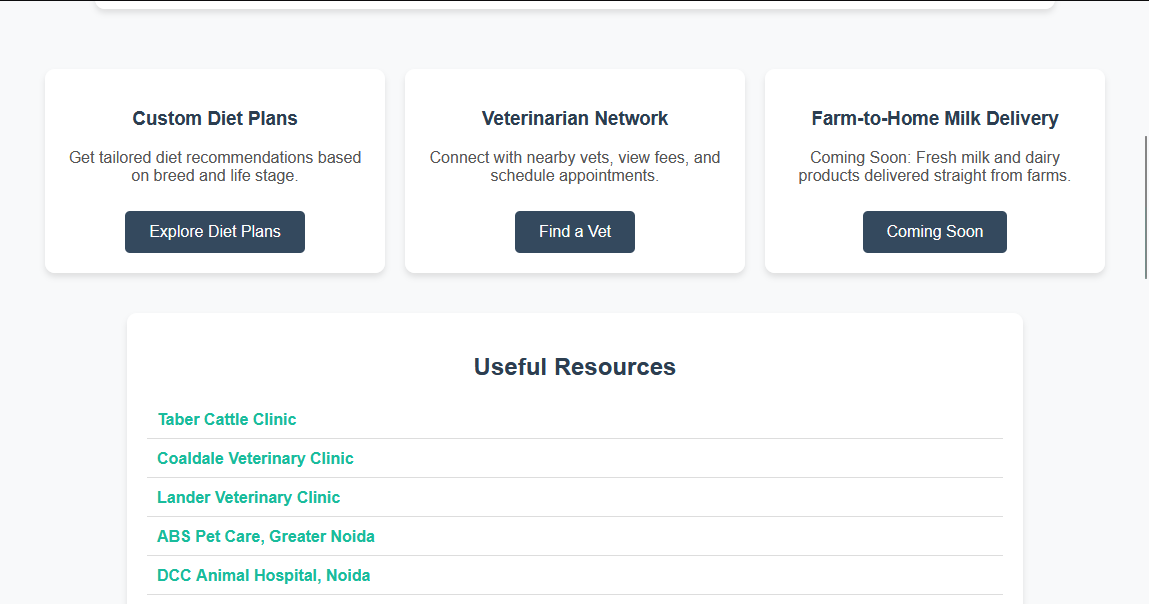 Custom Diet Plans
Get tailored diet recommendations based
on breed and life stage.
Explore Diet Plans
Veterinarian Network
Connect with nearby vets, view fees, and
schedule appointments.
Find a Vet
Farm-to-Home Milk Delivery
Coming Soon: Fresh milk and dairy
products delivered straight from farms.
Coming Soon
Useful Resources
Taber Cattle Clinic
Coaldale Veterinary Clinic
Lander Veterinary Clinic
ABS Pet Care, Greater Noida
DCC Animal Hospital, Noida